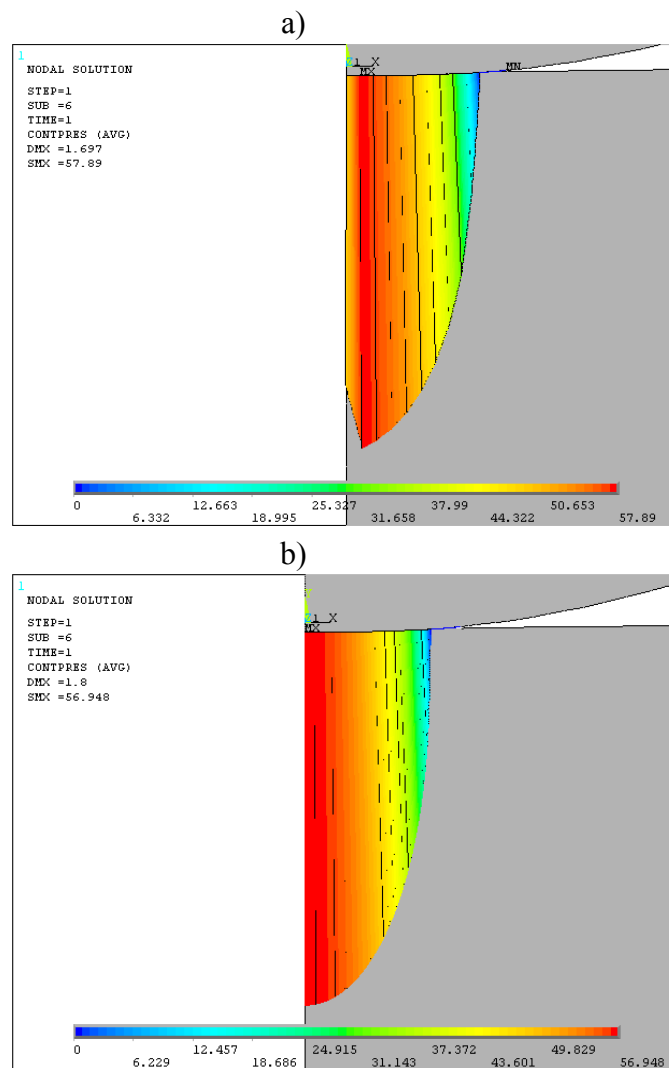 a)
1
NODAL SOLUTION
STEP=1
SUB =6
TIME=1
CONTPRES (AVG)
DMX =1.697
SMX =57.89
X
MX
MN
0 12.663 25.327 37.99 50.653
6.332 18.995 31.658 44.322 57.89
b)
1
NODAL SOLUTION
STEP=1
SUB =6
TIME=1
CONTPRES (AVG)
DMX =1.8
SMX =56.948
Y
X
MX
0 12.457 24.915 37.372 49.829
6.229 18.686 31.143 43.601 56.948